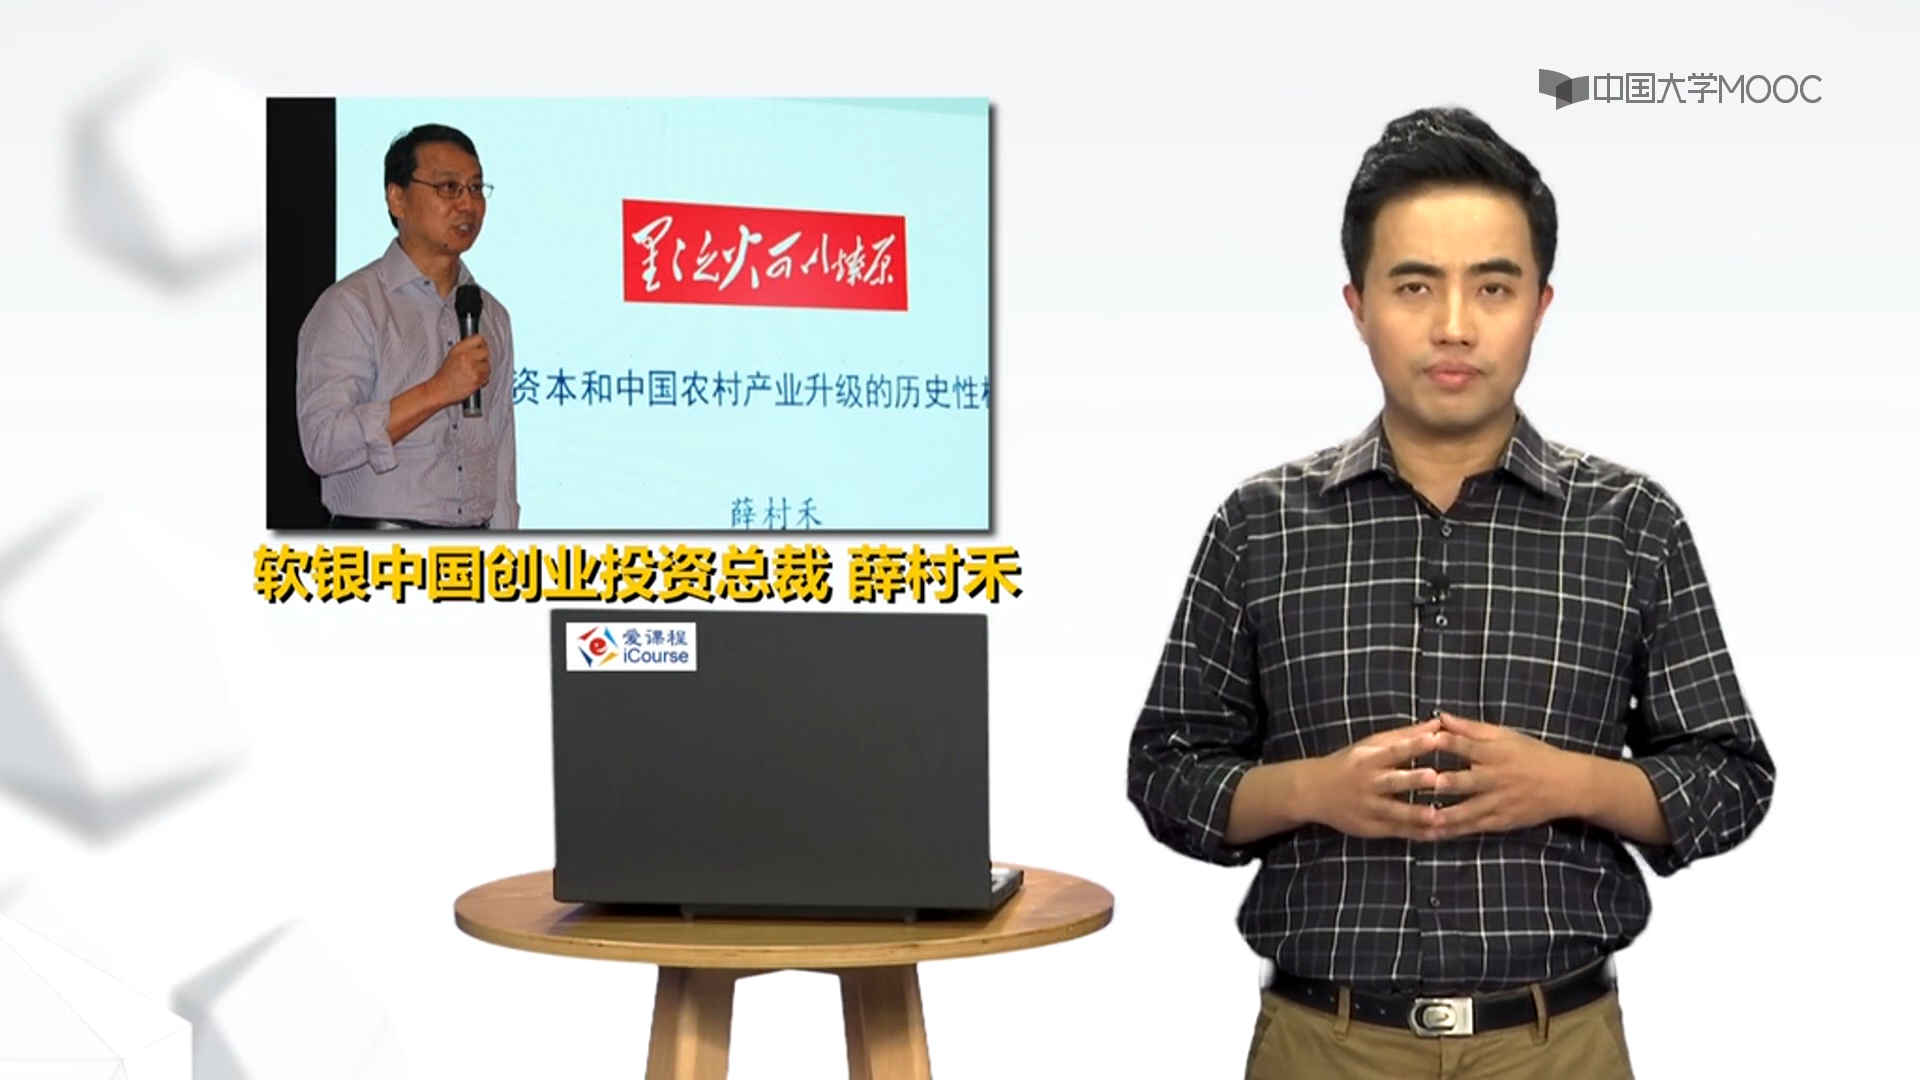 中国大学MOOC
星星之火可以燎原
资本和中国农村产业升级的历史性
薛村禾
软银中国创业投资总裁 薛村禾
爱课程
iCourse